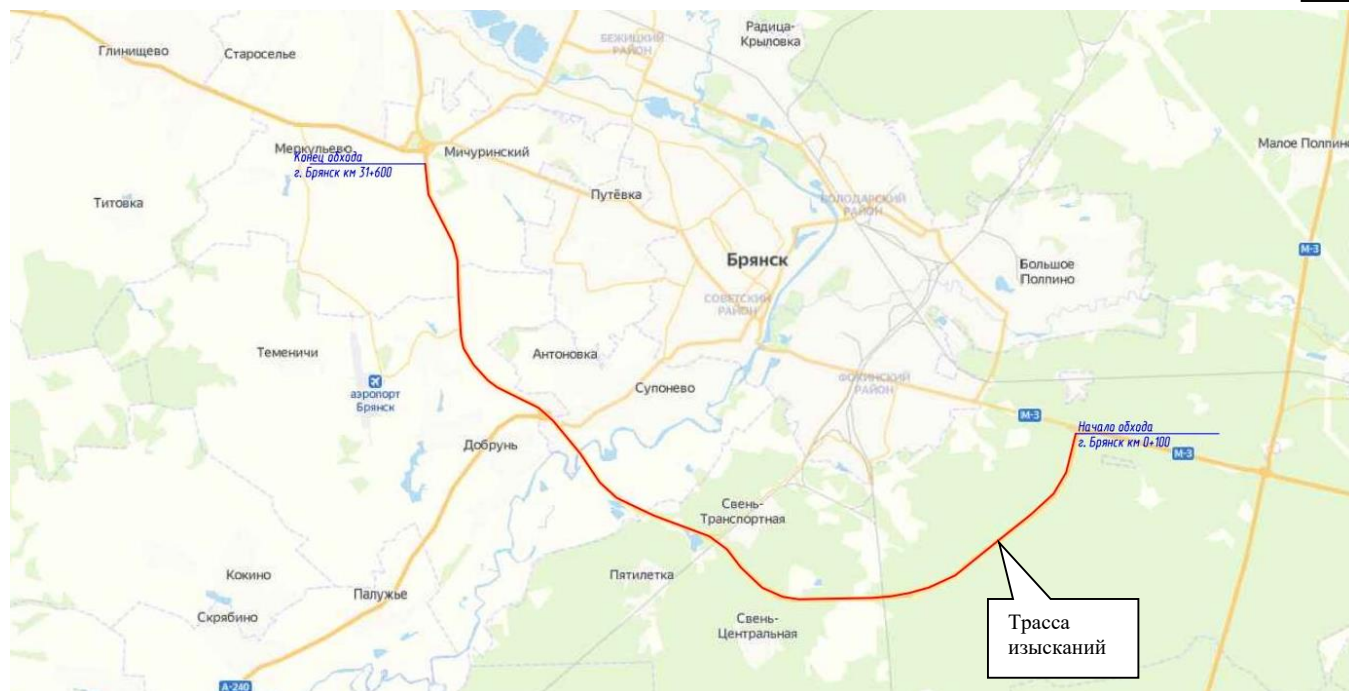 Радица-
Крыловка
БЕЖИЦКИЙ
РАЙОН
Глинищево
Староселье
Меркульево
Мичуринский
Малое Полпино
Конец обхода
г. Брянск км 31+600
Путёвка
Титовка
ВОЛОДАРСКИЙ
РАЙОН
М-3
Брянск
Большое
Полпино
СОВЕТСКИЙ
РАЙОН
Теменичи
Антоновка
аэропорт
Брянск
Супонево
ФОКИНСКИЙ
РАЙОН
М-3
Начало обхода
г. Брянск км 0+100
М-3
Добрунь
Свень-
Транспортная
Пятилетка
Кокино
Палужье
Скрябино
Свень-
Центральная
Трасса
изысканий
А-240